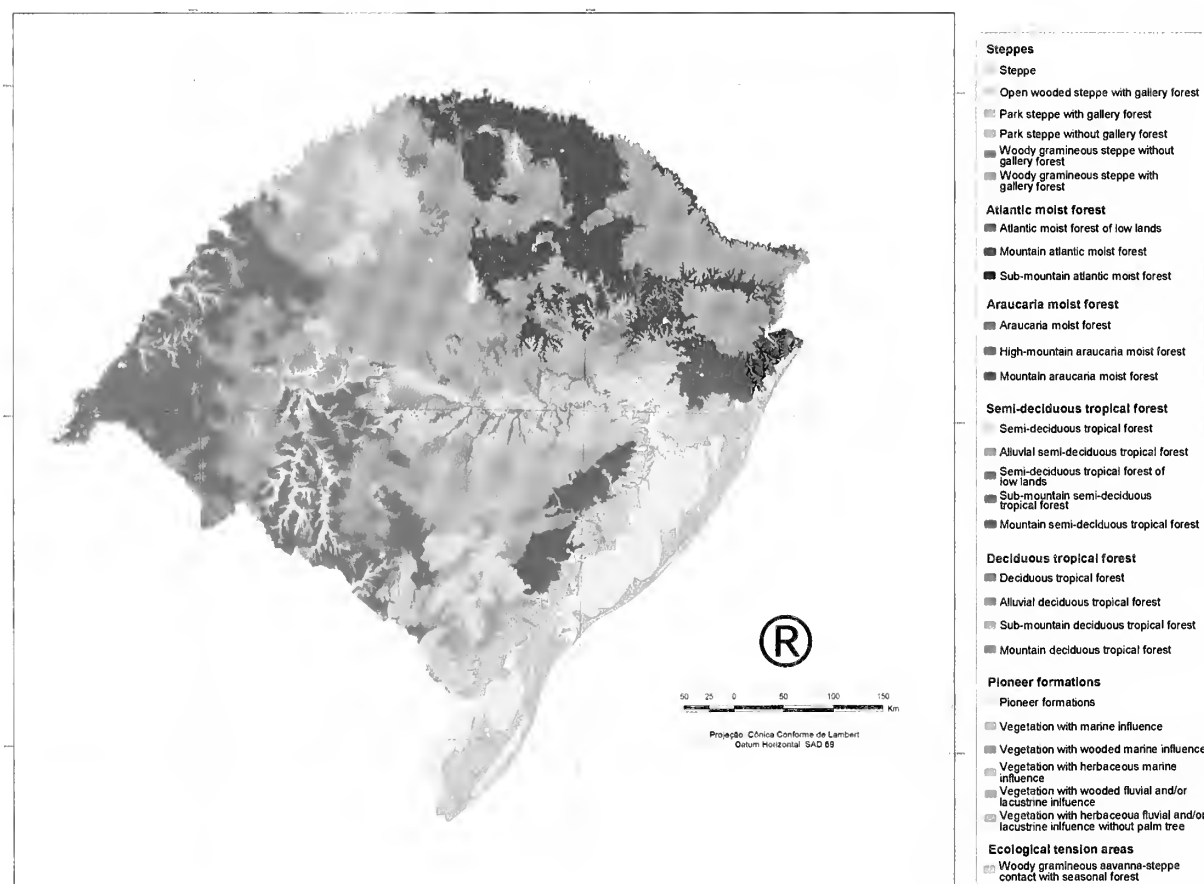 Steppes
Steppe
Open wooded steppe with gallery forest
Park steppe with gallery forest
Park steppe without gallery forest
Woody gramineous steppe without
gallery forest
Woody gramineous steppe with
gallery forest
Atlantic moist forest
Atlantic moist forest of low lands
Mountain atlantic moist forest
Sub-mountain atlantic moist forest
Araucaria moist forest
Araucaria moist forest
High-mountain araucaria moist forest
Mountain araucaria moist forest
Semi-deciduous tropical forest
Semi-deciduous tropical forest
Alluvial semi-deciduous tropical forest
Semi-deciduous tropical forest of
low lands
Sub-mountain semi-deciduous
tropical forest
Mountain semi-deciduous tropical forest
Deciduous tropical forest
Deciduous tropical forest
Alluvial deciduous tropical forest
Sub-mountain deciduous tropical forest
Mountain deciduous tropical forest
Pioneer formations
Pioneer formations
Vegetation with marine influence
Vegetation with wooded marine influence
Vegetation with herbaceous marine
influence
Vegetation with wooded fluvial and/or
lacustrine inlfuence
Vegetation with herbaceoua fluvial and/or
lacustrine inlfuence without palm tree
Ecological tension areas
Woody gramineous aavanna-steppe
contact with seasonal forest
®
50 25 0 50 100 150
Km
Projeção Cônica Conforme de Lambert
Datum Horizontal SAD 69